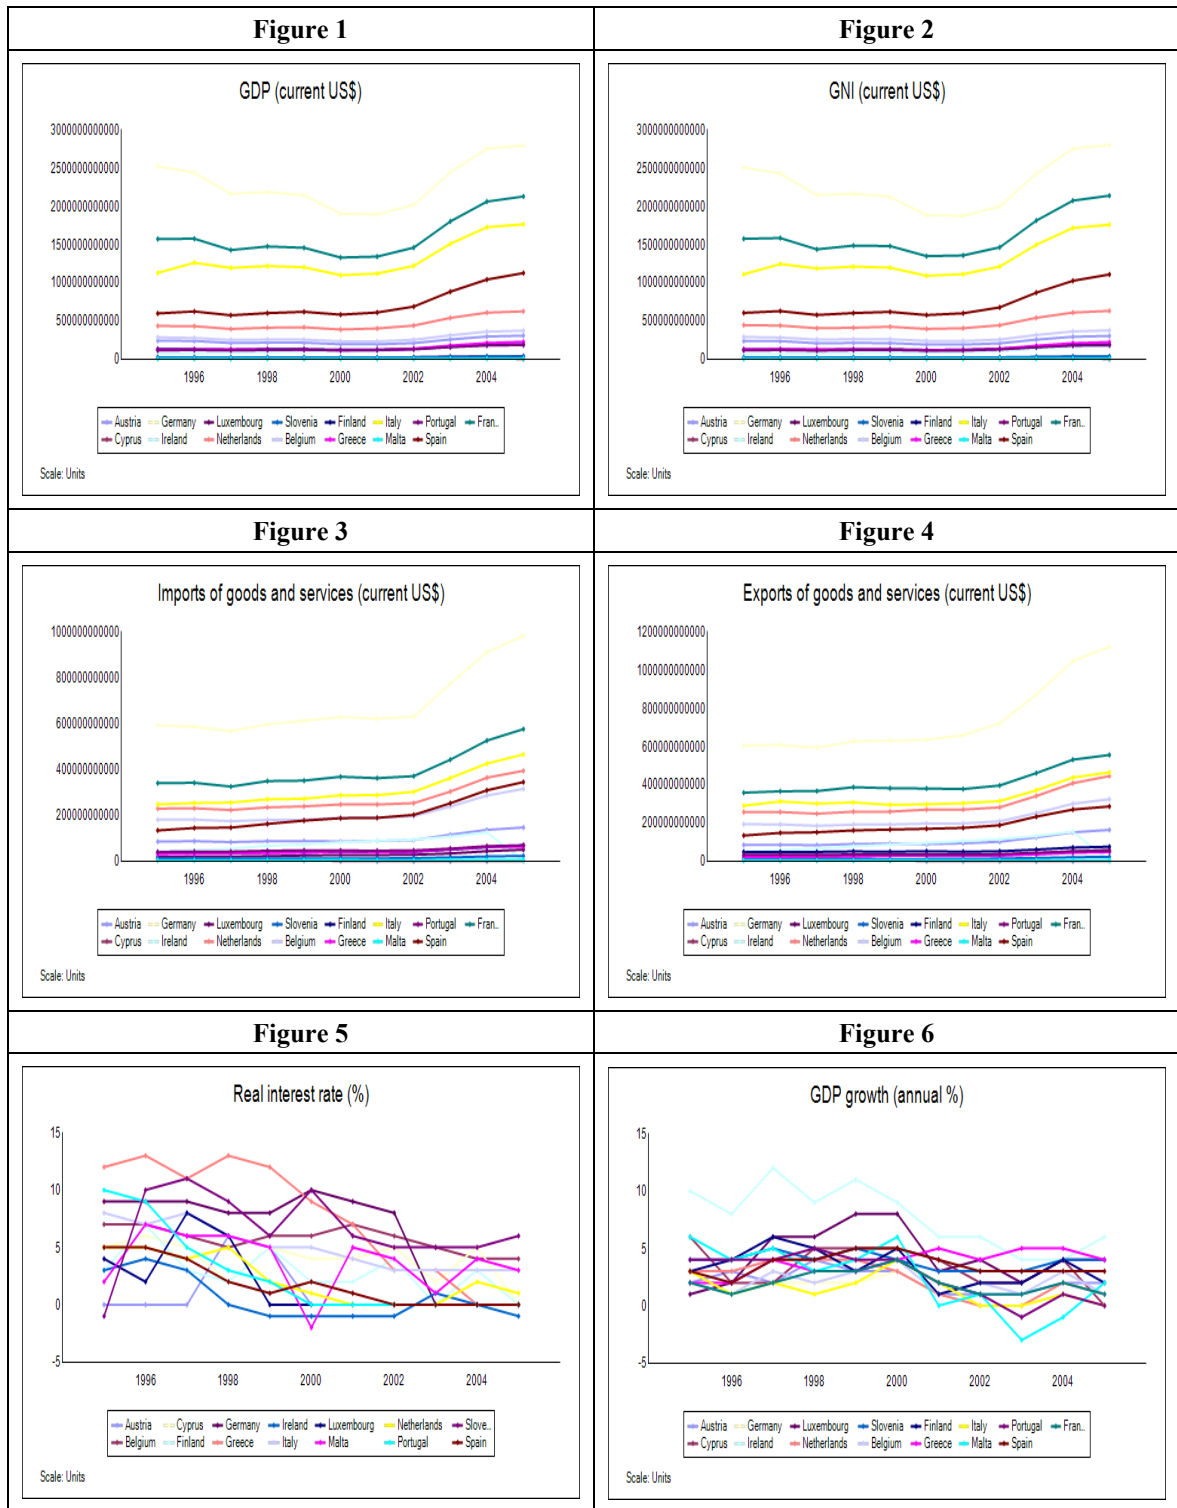 Figure 1
Figure 2
GDP (current US$)
3000000000000
2500000000000
2000000000000
1500000000000
1000000000000
500000000000
0
1996 1998 2000 2002 2004
Austria Germany Luxembourg Slovenia Finland Italy Portugal Fran..
Cyprus Ireland Netherlands Belgium Greece Malta Spain
Scale: Units
GNI (current US$)
3000000000000
2500000000000
2000000000000
1500000000000
1000000000000
500000000000
0
1996 1998 2000 2002 2004
Austria Germany Luxembourg Slovenia Finland Italy Portugal Fran..
Cyprus Ireland Netherlands Belgium Greece Malta Spain
Scale: Units
Figure 3
Figure 4
Imports of goods and services (current US$)
1000000000000
800000000000
600000000000
400000000000
200000000000
0
1996 1998 2000 2002 2004
Austria Germany Luxembourg Slovenia Finland Italy Portugal Fran..
Cyprus Ireland Netherlands Belgium Greece Malta Spain
Scale: Units
Exports of goods and services (current US$)
1200000000000
1000000000000
800000000000
600000000000
400000000000
200000000000
0
1996 1998 2000 2002 2004
Austria Germany Luxembourg Slovenia Finland Italy Portugal Fran..
Cyprus Ireland Netherlands Belgium Greece Malta Spain
Scale: Units
Figure 5
Figure 6
Real interest rate (%)
15
10
5
0
-5
1996 1998 2000 2002 2004
Austria Cyprus Germany Ireland Luxembourg Netherlands Slove..
Belgium Finland Greece Italy Malta Portugal Spain
Scale: Units
GDP growth (annual %)
15
10
5
0
-5
1996 1998 2000 2002 2004
Austria Germany Luxembourg Slovenia Finland Italy Portugal Fran..
Cyprus Ireland Netherlands Belgium Greece Malta Spain
Scale: Units